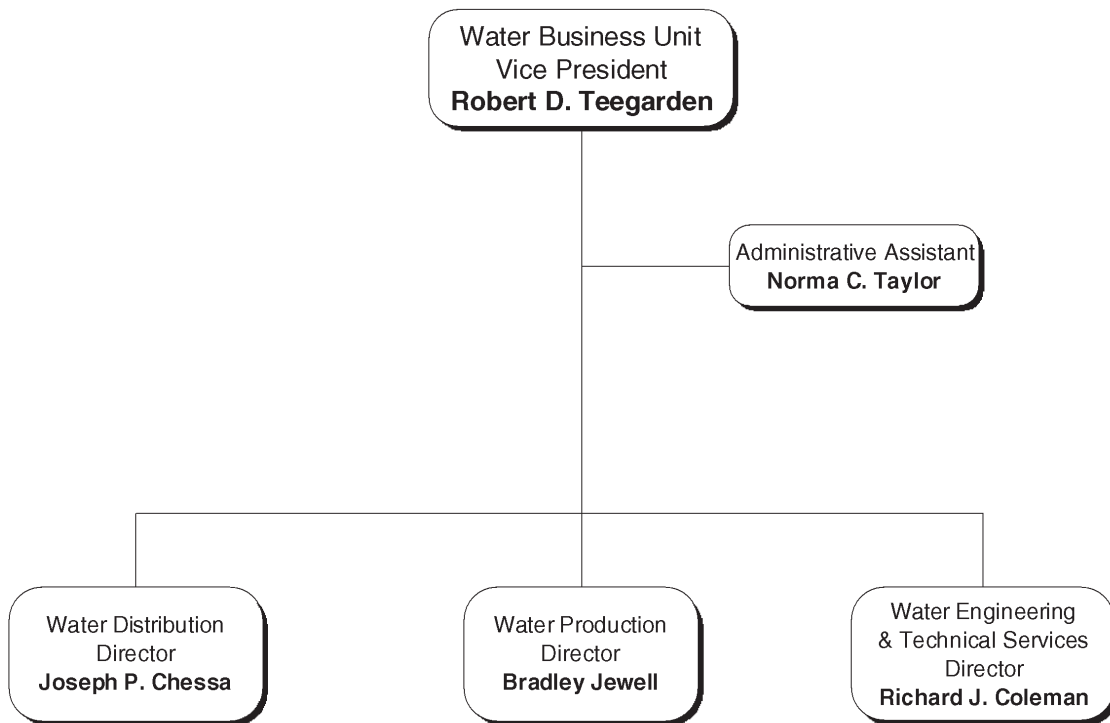 Water Business Unit
Vice President
Robert D. Teegarden
Administrative Assistant
Norma C. Taylor
Water Distribution
Director
Joseph P. Chessa
Water Production
Director
Bradley Jewell
Water Engineering
& Technical Services
Director
Richard J. Coleman